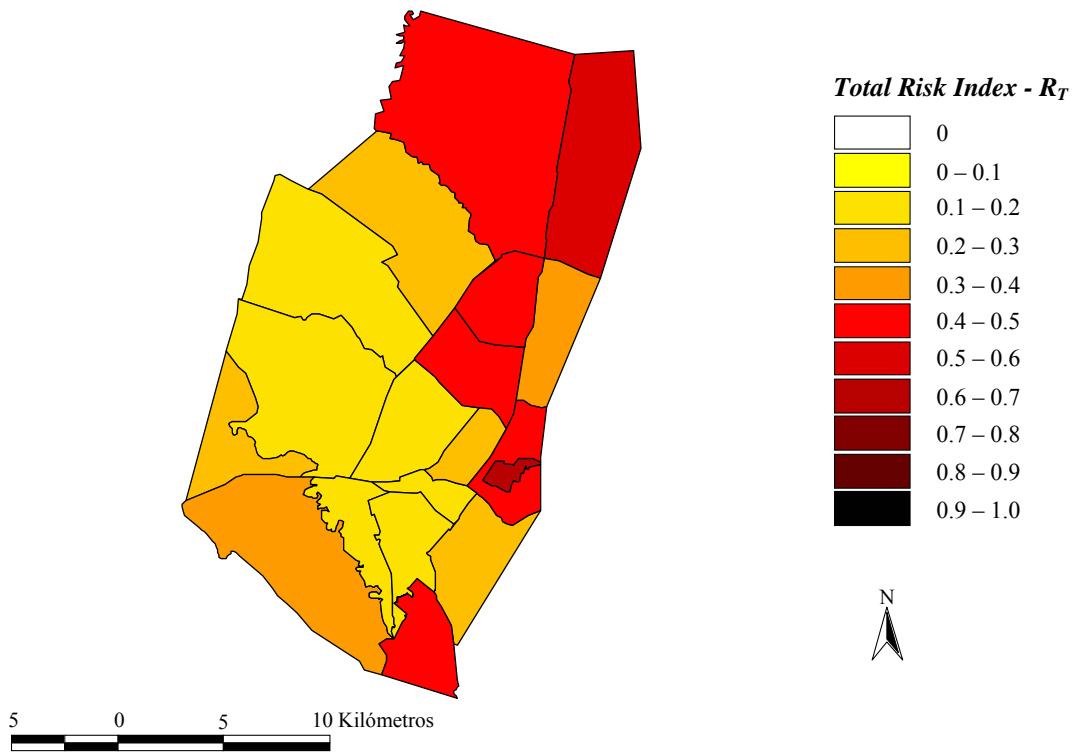 Total Risk Index - R_T
0
0 – 0.1
0.1 – 0.2
0.2 – 0.3
0.3 – 0.4
0.4 – 0.5
0.5 – 0.6
0.6 – 0.7
0.7 – 0.8
0.8 – 0.9
0.9 – 1.0
N
5 0 5 10 Kilómetros